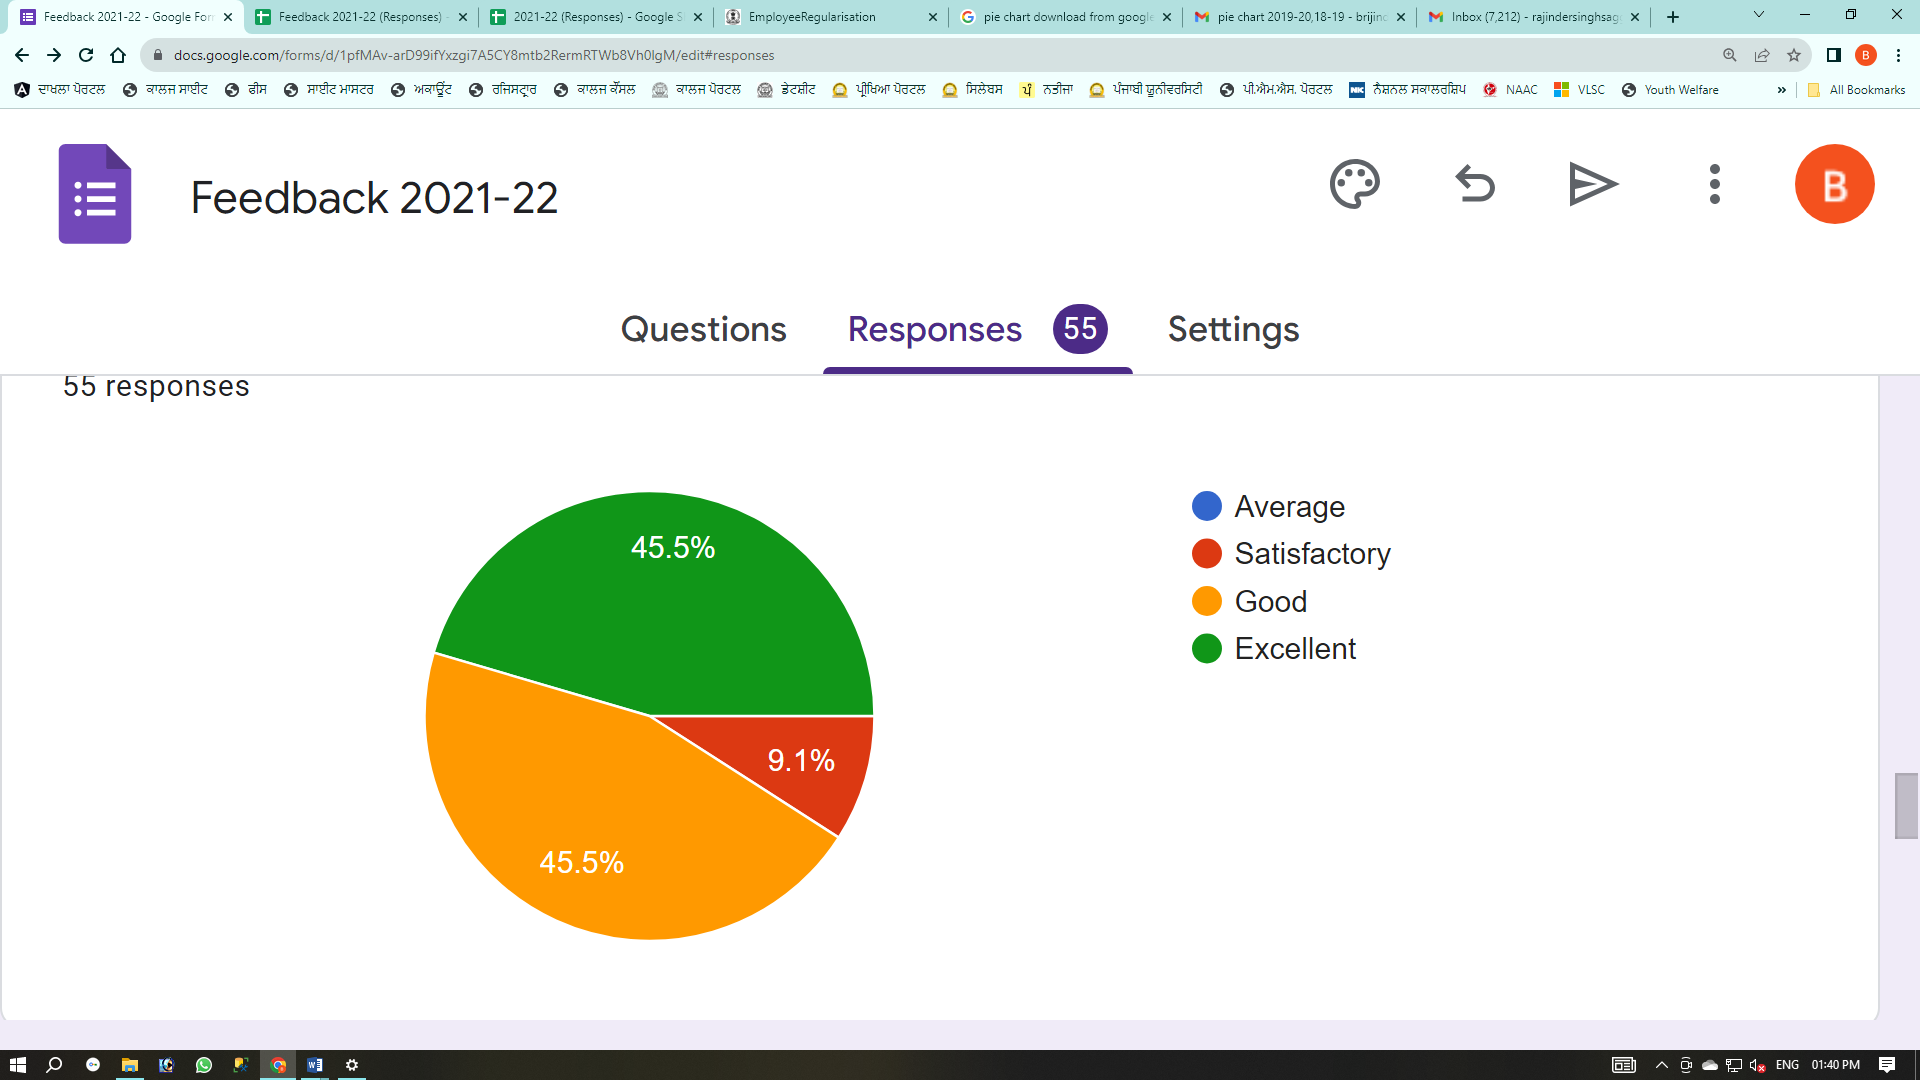 Feedback 2021-22 - Google Forn
Feedback 2021-22 (Responses) -
2021-22 (Responses) - Google S
EmployeeRegularisation
pie chart download from google
pie chart 2019-20,18-19 - brijind
Inbox (7,212) - rajindersinghsago
docs.google.com/forms/d/1pfMAv-arD99ifYxzgi7A5CY8mtb2RermRTWb8Vh0lgM/edit#responses
B
ਦਾਖਲਾ ਪੋਰਟਲ
ਕਾਲਜ ਸਾਈਟ
ਫੀਸ
ਸਾਈਟ ਮਾਸਟਰ
ਅਕਾਊਂਟ
ਰਜਿਸਟ੍ਰਾਰ
ਕਾਲਜ ਕੌਂਸਲ
ਕਾਲਜ ਪੋਰਟਲ
ਡੇਟਸ਼ੀਟ
ਪ੍ਰੀਖਿਆ ਪੋਰਟਲ
ਸਿਲੇਬਸ
ਨਤੀਜਾ
ਪੰਜਾਬੀ ਯੂਨੀਵਰਸਿਟੀ
ਪੀ.ਐਮ.ਐਸ. ਪੋਰਟਲ
NK ਨੈਸ਼ਨਲ ਸਕਾਲਰਸ਼ਿਪ
NAAC
VLSC
Youth Welfare
»
All Bookmarks
Feedback 2021-22
B
Questions
Responses 55
Settings
55 responses
45.5%
9.1%
45.5%
Average
Satisfactory
Good
Excellent
ENG
01:40 PM